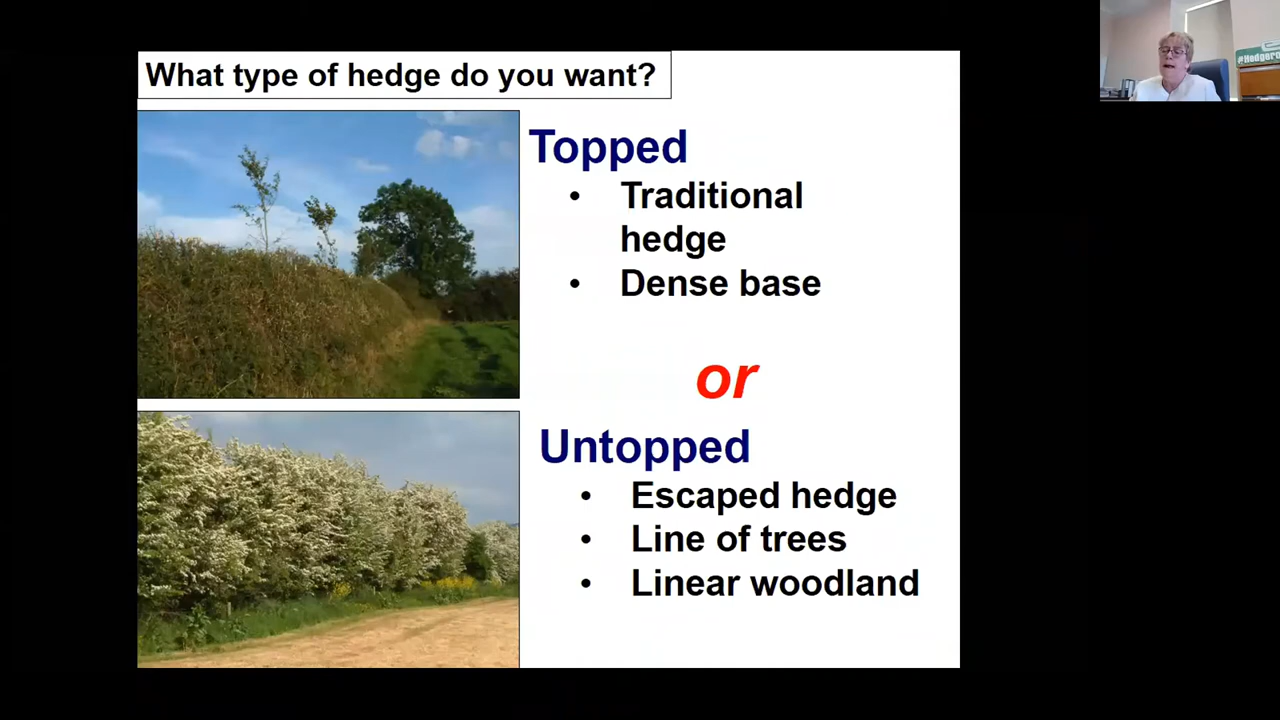 What type of hedge do you want?
Topped
• Traditional
hedge
• Dense base
or
Untopped
• Escaped hedge
• Line of trees
• Linear woodland